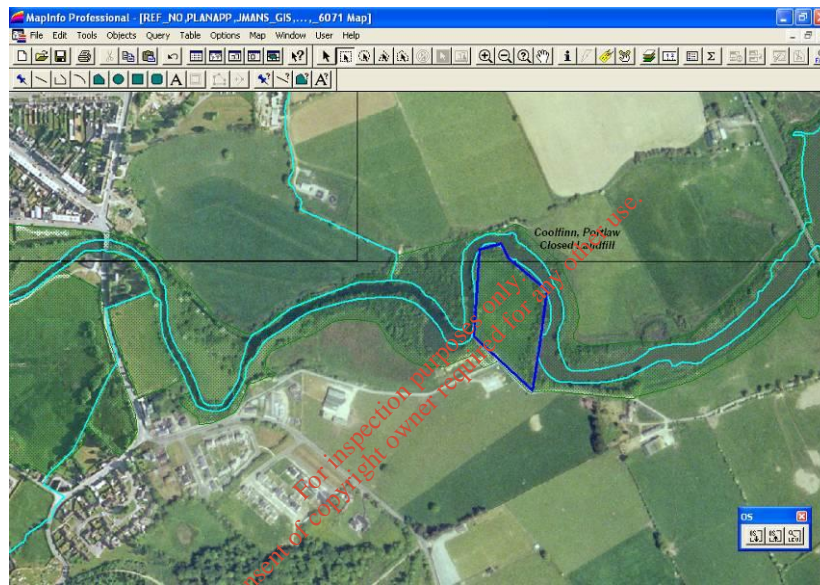 MapInfo Professional - [REF_NO,PLANAPP,JMANS_GIS,...,_6071 Map]
File Edit Tools Objects Query Table Options Map Window User Help
Coolfinn, Portlaw
Closed Landfill
For inspection purposes only.
nsent of copyright owner required for any other use.
OS